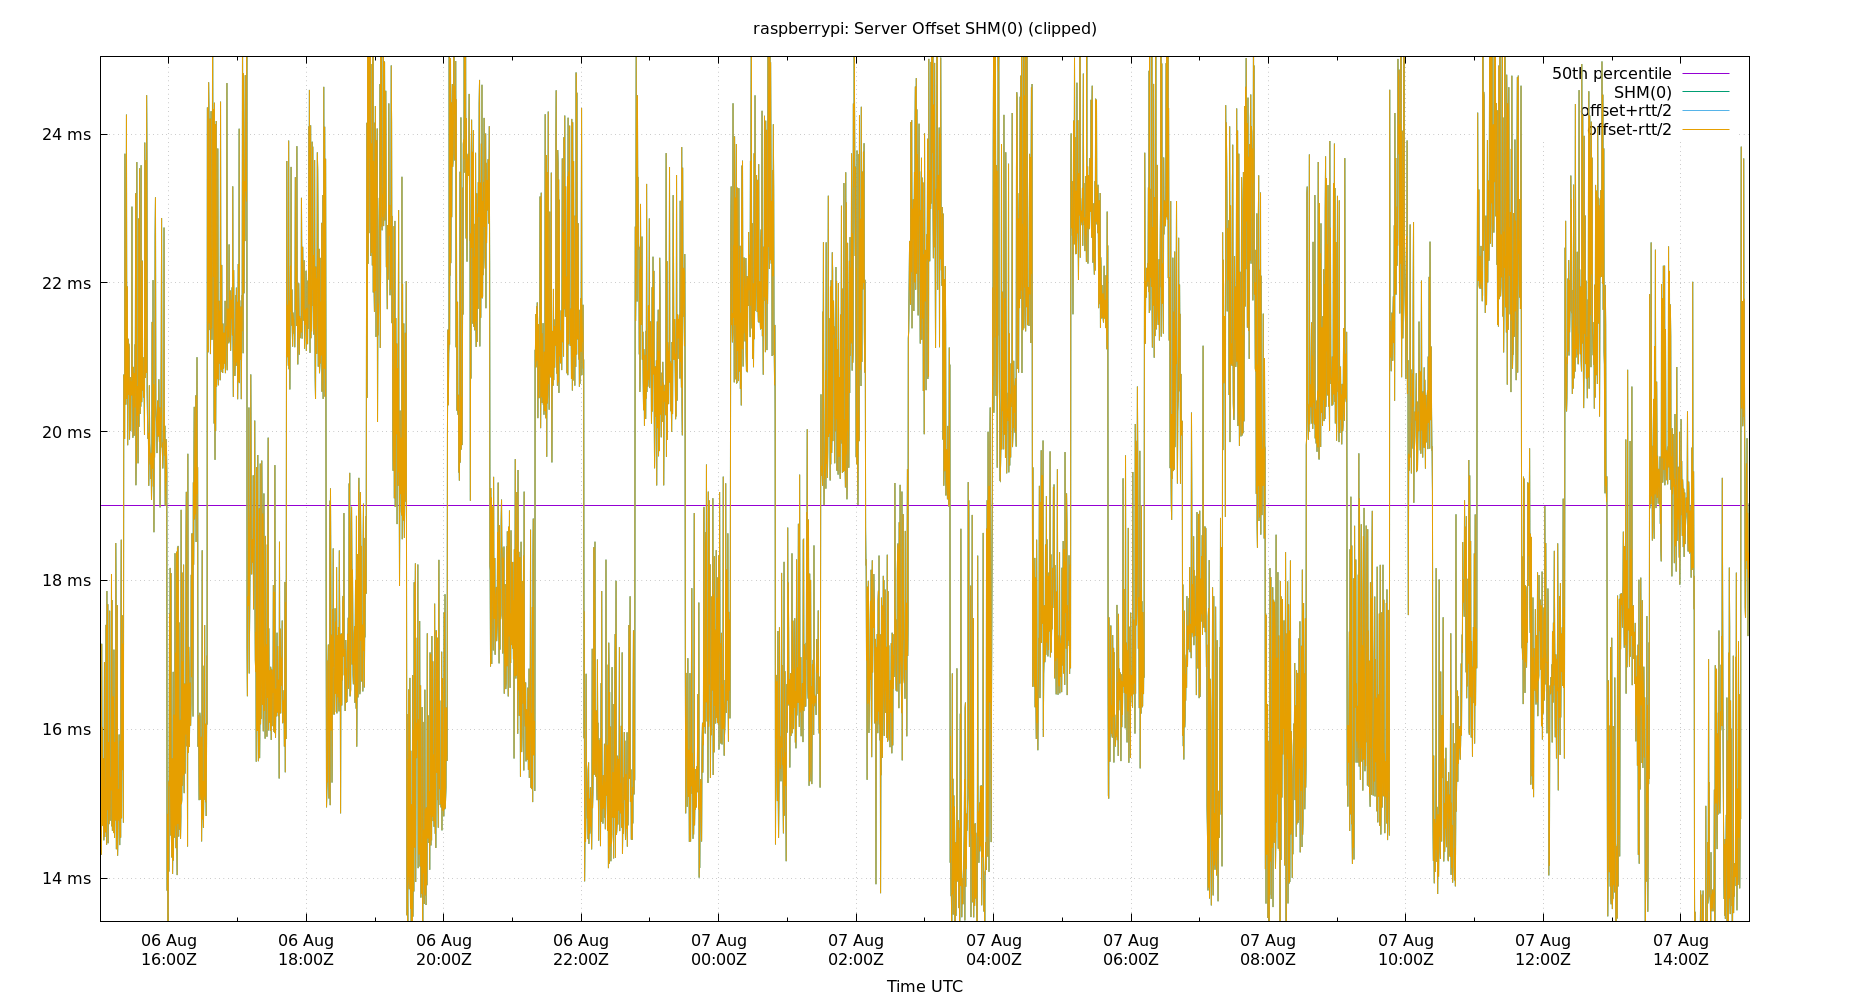 raspberrypi: Server Offset SHM(0) (clipped)
50th percentile
SHM(0)
offset+rtt/2
offset-rtt/2
24 ms
22 ms
20 ms
18 ms
16 ms
14 ms
06 Aug 06 Aug 06 Aug 06 Aug 07 Aug 07 Aug 07 Aug 07 Aug 07 Aug 07 Aug 07 Aug 07 Aug
16:00Z 18:00Z 20:00Z 22:00Z 00:00Z 02:00Z 04:00Z 06:00Z 08:00Z 10:00Z 12:00Z 14:00Z
Time UTC